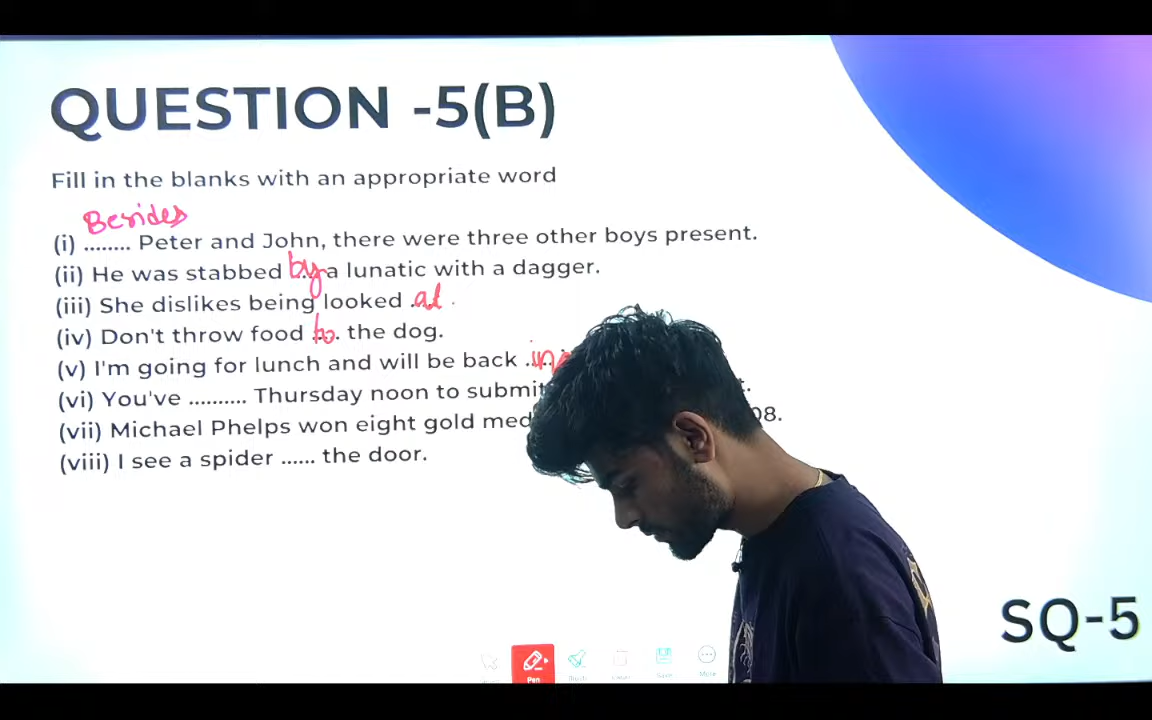 QUESTION -5(B)
Fill in the blanks with an appropriate word
Besides
(i) ........ Peter and John, there were three other boys present.
(ii) He was stabbed by a lunatic with a dagger.
(iii) She dislikes being looked at .
(iv) Don't throw food to the dog.
(v) I'm going for lunch and will be back
(vi) You've .......... Thursday noon to submit
(vii) Michael Phelps won eight gold
(viii) I see a spider ...... the door.
SQ-5
Pen
Save
More